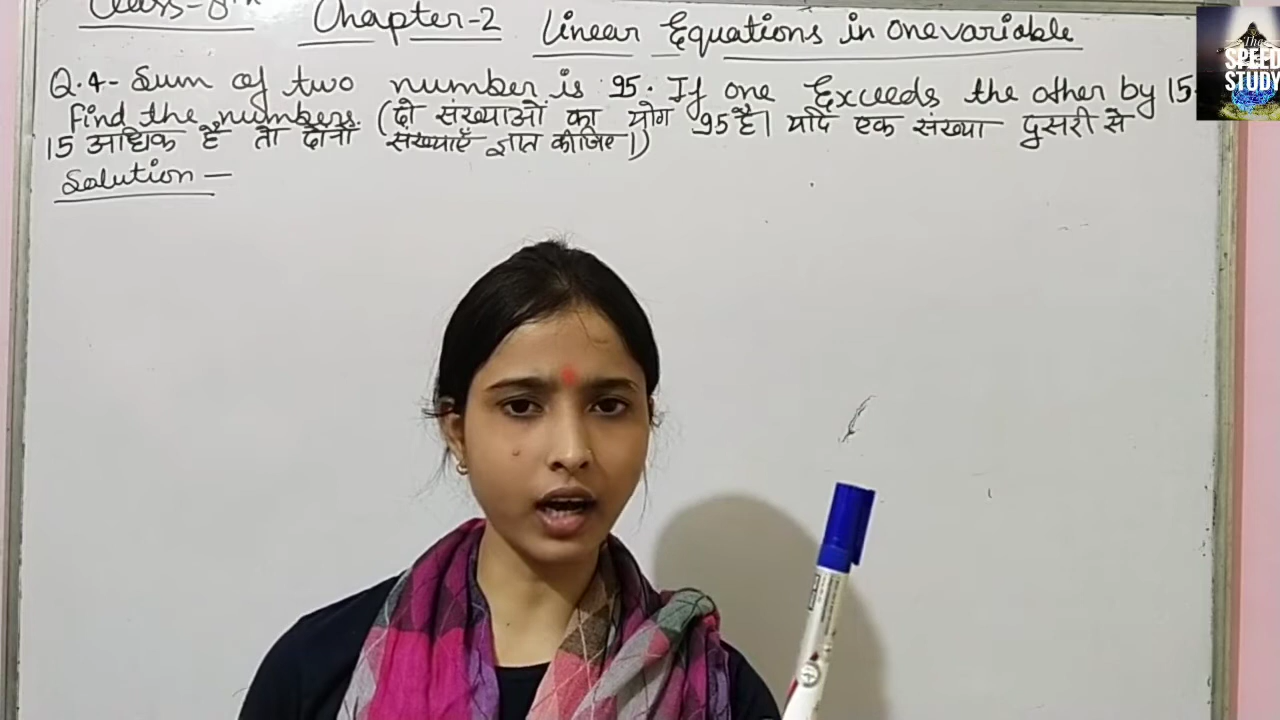 Class-8th Chapter-2 Linear Equations in one variable
Q.4- Sum of two number is 95. If one Exceeds the other by 15.
Find the numbers. (दो संख्याओं का योग 95 है। यदि एक संख्या दुसरी से
15 अधिक है तो दोनो संख्याएँ ज्ञात कीजिए।)
Solution —
The
SPEED
STUDY